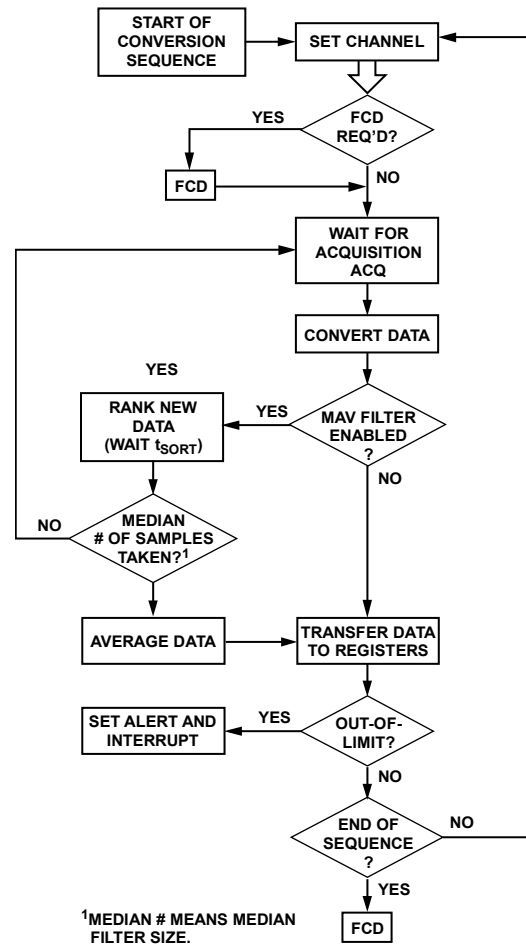 START OF
CONVERSION
SEQUENCE
SET CHANNEL
YES
FCD
REQ'D?
FCD
NO
WAIT FOR
ACQUISITION
ACQ
CONVERT DATA
YES
RANK NEW
DATA
(WAIT tSORT)
YES
MAV FILTER
ENABLED
?
NO
NO
MEDIAN
# OF SAMPLES
TAKEN?1
AVERAGE DATA
TRANSFER DATA
TO REGISTERS
SET ALERT AND
INTERRUPT
YES
OUT-OF-
LIMIT?
NO
END OF
SEQUENCE
?
NO
YES
FCD
1MEDIAN # MEANS MEDIAN
FILTER SIZE.